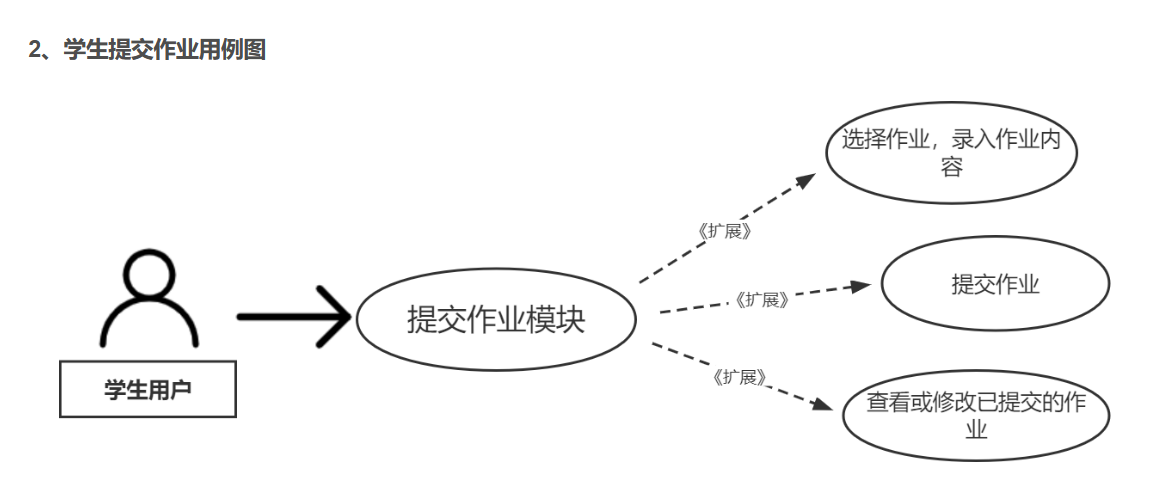 2、学生提交作业用例图
选择作业，录入作业内
容
《扩展》
提交作业
《扩展》
提交作业模块
《扩展》
学生用户
查看或修改已提交的作
业